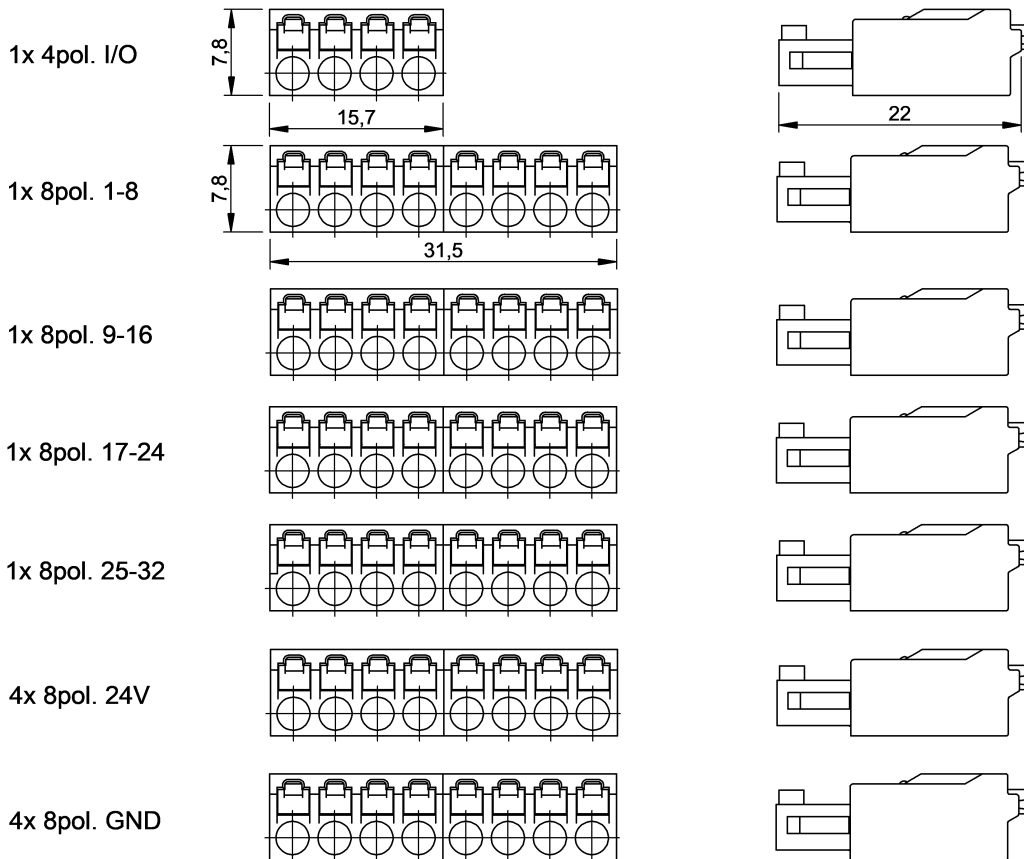 1x 4pol. I/O
7,8
15,7
22
1x 8pol. 1-8
7,8
31,5
1x 8pol. 9-16
1x 8pol. 17-24
1x 8pol. 25-32
4x 8pol. 24V
4x 8pol. GND